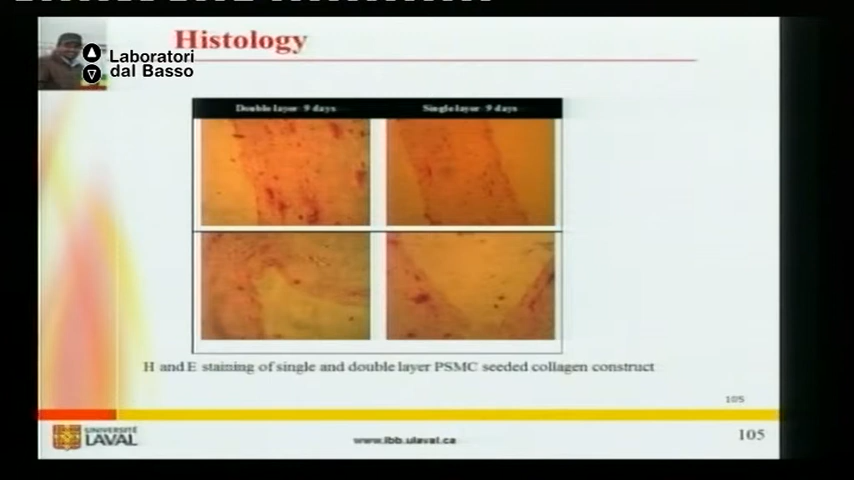 Histology
Laboratori
dal Basso
Double layer 9 days
Single layer 9 days
H and E staining of single and double layer PSMC seeded collagen construct
105
UNIVERSITÉ
LAVAL
www.lbb.ulaval.ca
105